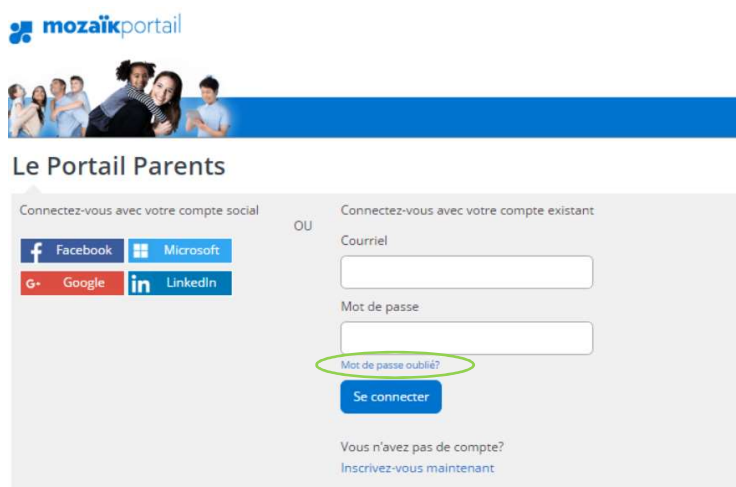 mozaïkportail
Le Portail Parents
Connectez-vous avec votre compte social
Facebook
Microsoft
G+ Google
in LinkedIn
OU
Connectez-vous avec votre compte existant
Courriel
Mot de passe
Mot de passe oublié?
Se connecter
Vous n'avez pas de compte?
Inscrivez-vous maintenant